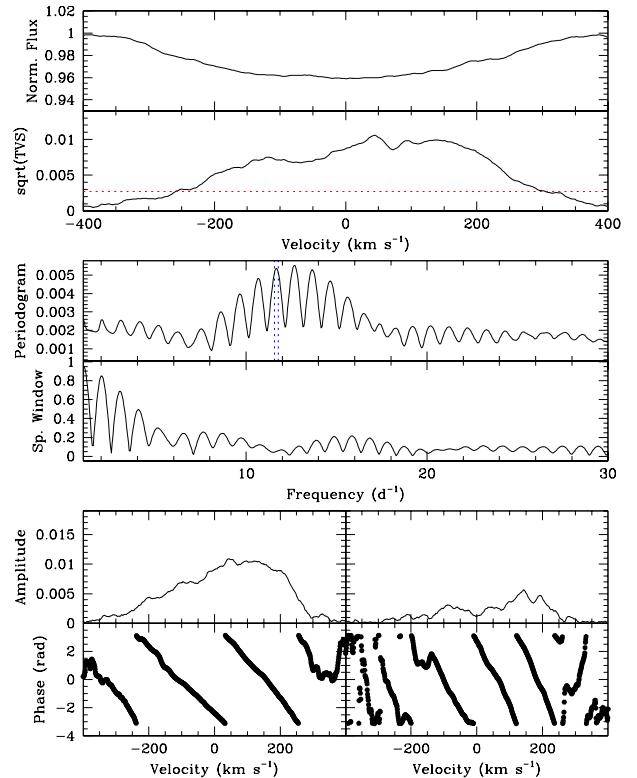 1.02
1
0.98
0.96
0.94
Norm. Flux
0.01
0.005
0
sqrt(TVS)
−400 −200 0 200 400
Velocity (km s⁻¹)
0.005
0.004
0.003
0.002
0.001
Periodogram
1
0.8
0.6
0.4
0.2
0
Sp. Window
10 20 30
Frequency (d⁻¹)
0.015
0.01
0.005
0
Amplitude
2
0
−2
−4
Phase (rad)
−200 0 200 −200 0 200
Velocity (km s⁻¹) Velocity (km s⁻¹)